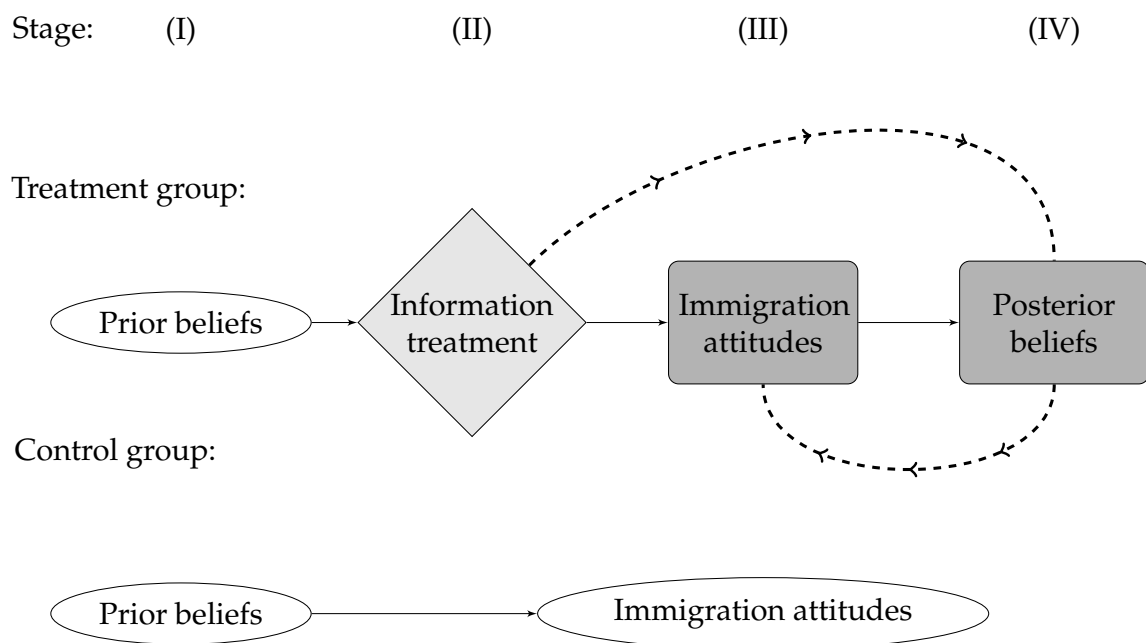 Stage: (I) (II) (III) (IV)
Treatment group:
Prior beliefs
Information
treatment
Immigration
attitudes
Posterior
beliefs
Control group:
Prior beliefs
Immigration attitudes